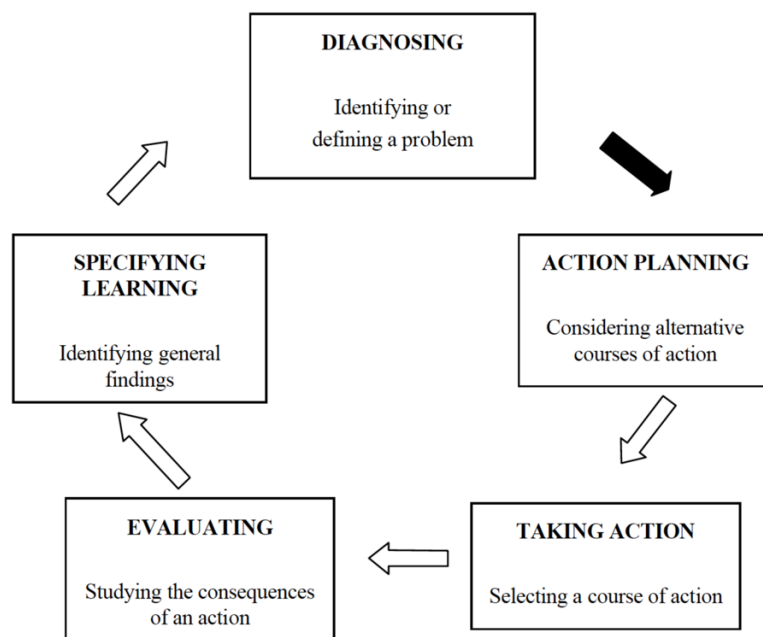 DIAGNOSING
Identifying or
defining a problem
ACTION PLANNING
Considering alternative
courses of action
TAKING ACTION
Selecting a course of action
EVALUATING
Studying the consequences
of an action
SPECIFYING
LEARNING
Identifying general
findings